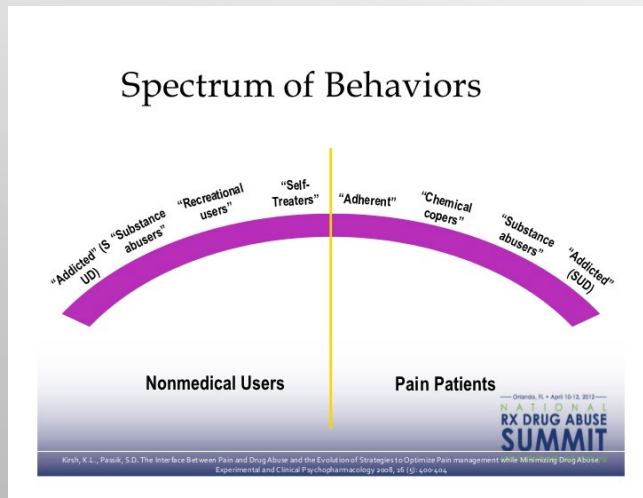 Spectrum of Behaviors
“Addicted” (S
UD)
“Substance
abusers”
“Recreational
users”
“Self-
Treaters”
“Adherent”
“Chemical
copers”
“Substance
abusers”
“Addicted”
(SUD)
Nonmedical Users
Pain Patients
Orlando, FL • April 10-12, 2012
NATIONAL
RX DRUG ABUSE
SUMMIT
Kirsh, K.L., Passik, S.D. The Interface Between Pain and Drug Abuse and the Evolution of Strategies to Optimize Pain management while Minimizing Drug Abuse.
Experimental and Clinical Psychopharmacology 2008, 16 (5): 400-404